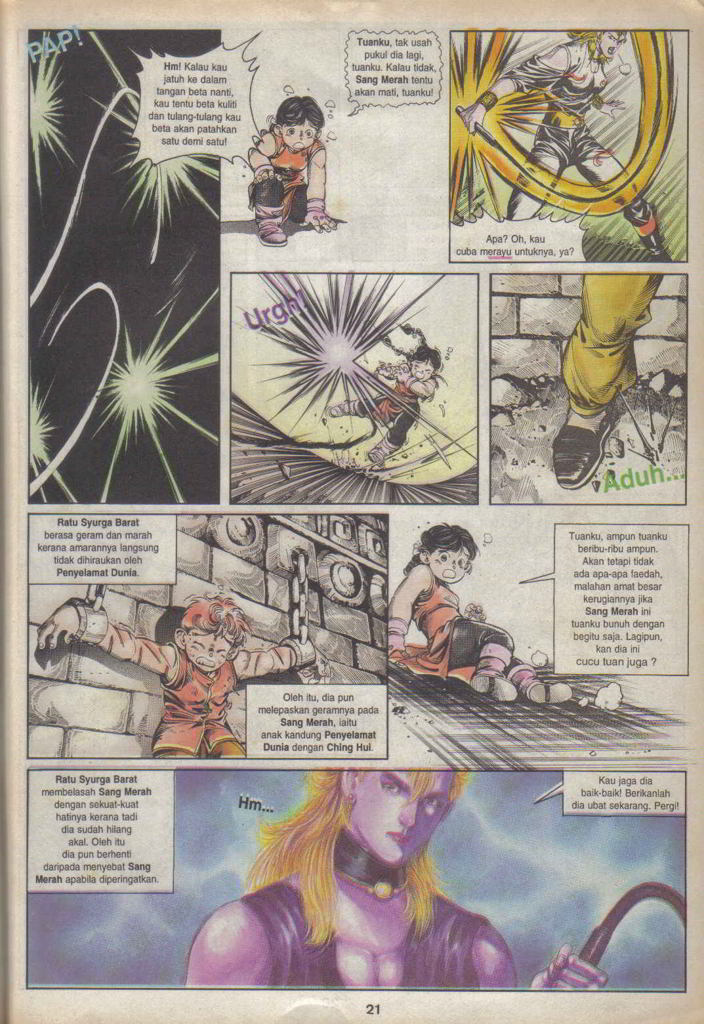 PAP!
Hm! Kalau kau
jatuh ke dalam
tangan beta nanti,
kau tentu beta kuliti
dan tulang-tulang kau
beta akan patahkan
satu demi satu!
Tuanku, tak usah
pukul dia lagi,
tuanku. Kalau tidak,
Sang Merah tentu
akan mati, tuanku!
Apa? Oh, kau
cuba merayu untuknya, ya?
Urgh!
Aduh...
Ratu Syurga Barat
berasa geram dan marah
kerana amarannya langsung
tidak dihiraukan oleh
Penyelamat Dunia.
Oleh itu, dia pun
melepaskan geramnya pada
Sang Merah, iaitu
anak kandung Penyelamat
Dunia dengan Ching Hui.
Tuanku, ampun tuanku
beribu-ribu ampun.
Akan tetapi tidak
ada apa-apa faedah,
malahan amat besar
kerugiannya jika
Sang Merah ini
tuanku bunuh dengan
begitu saja. Lagipun,
kan dia ini
cucu tuan juga ?
Ratu Syurga Barat
membelasah Sang Merah
dengan sekuat-kuat
hatinya kerana tadi
dia sudah hilang
akal. Oleh itu
dia pun berhenti
daripada menyebat Sang
Merah apabila diperingatkan.
Hm...
Kau jaga dia
baik-baik! Berikanlah
dia ubat sekarang. Pergi!
21